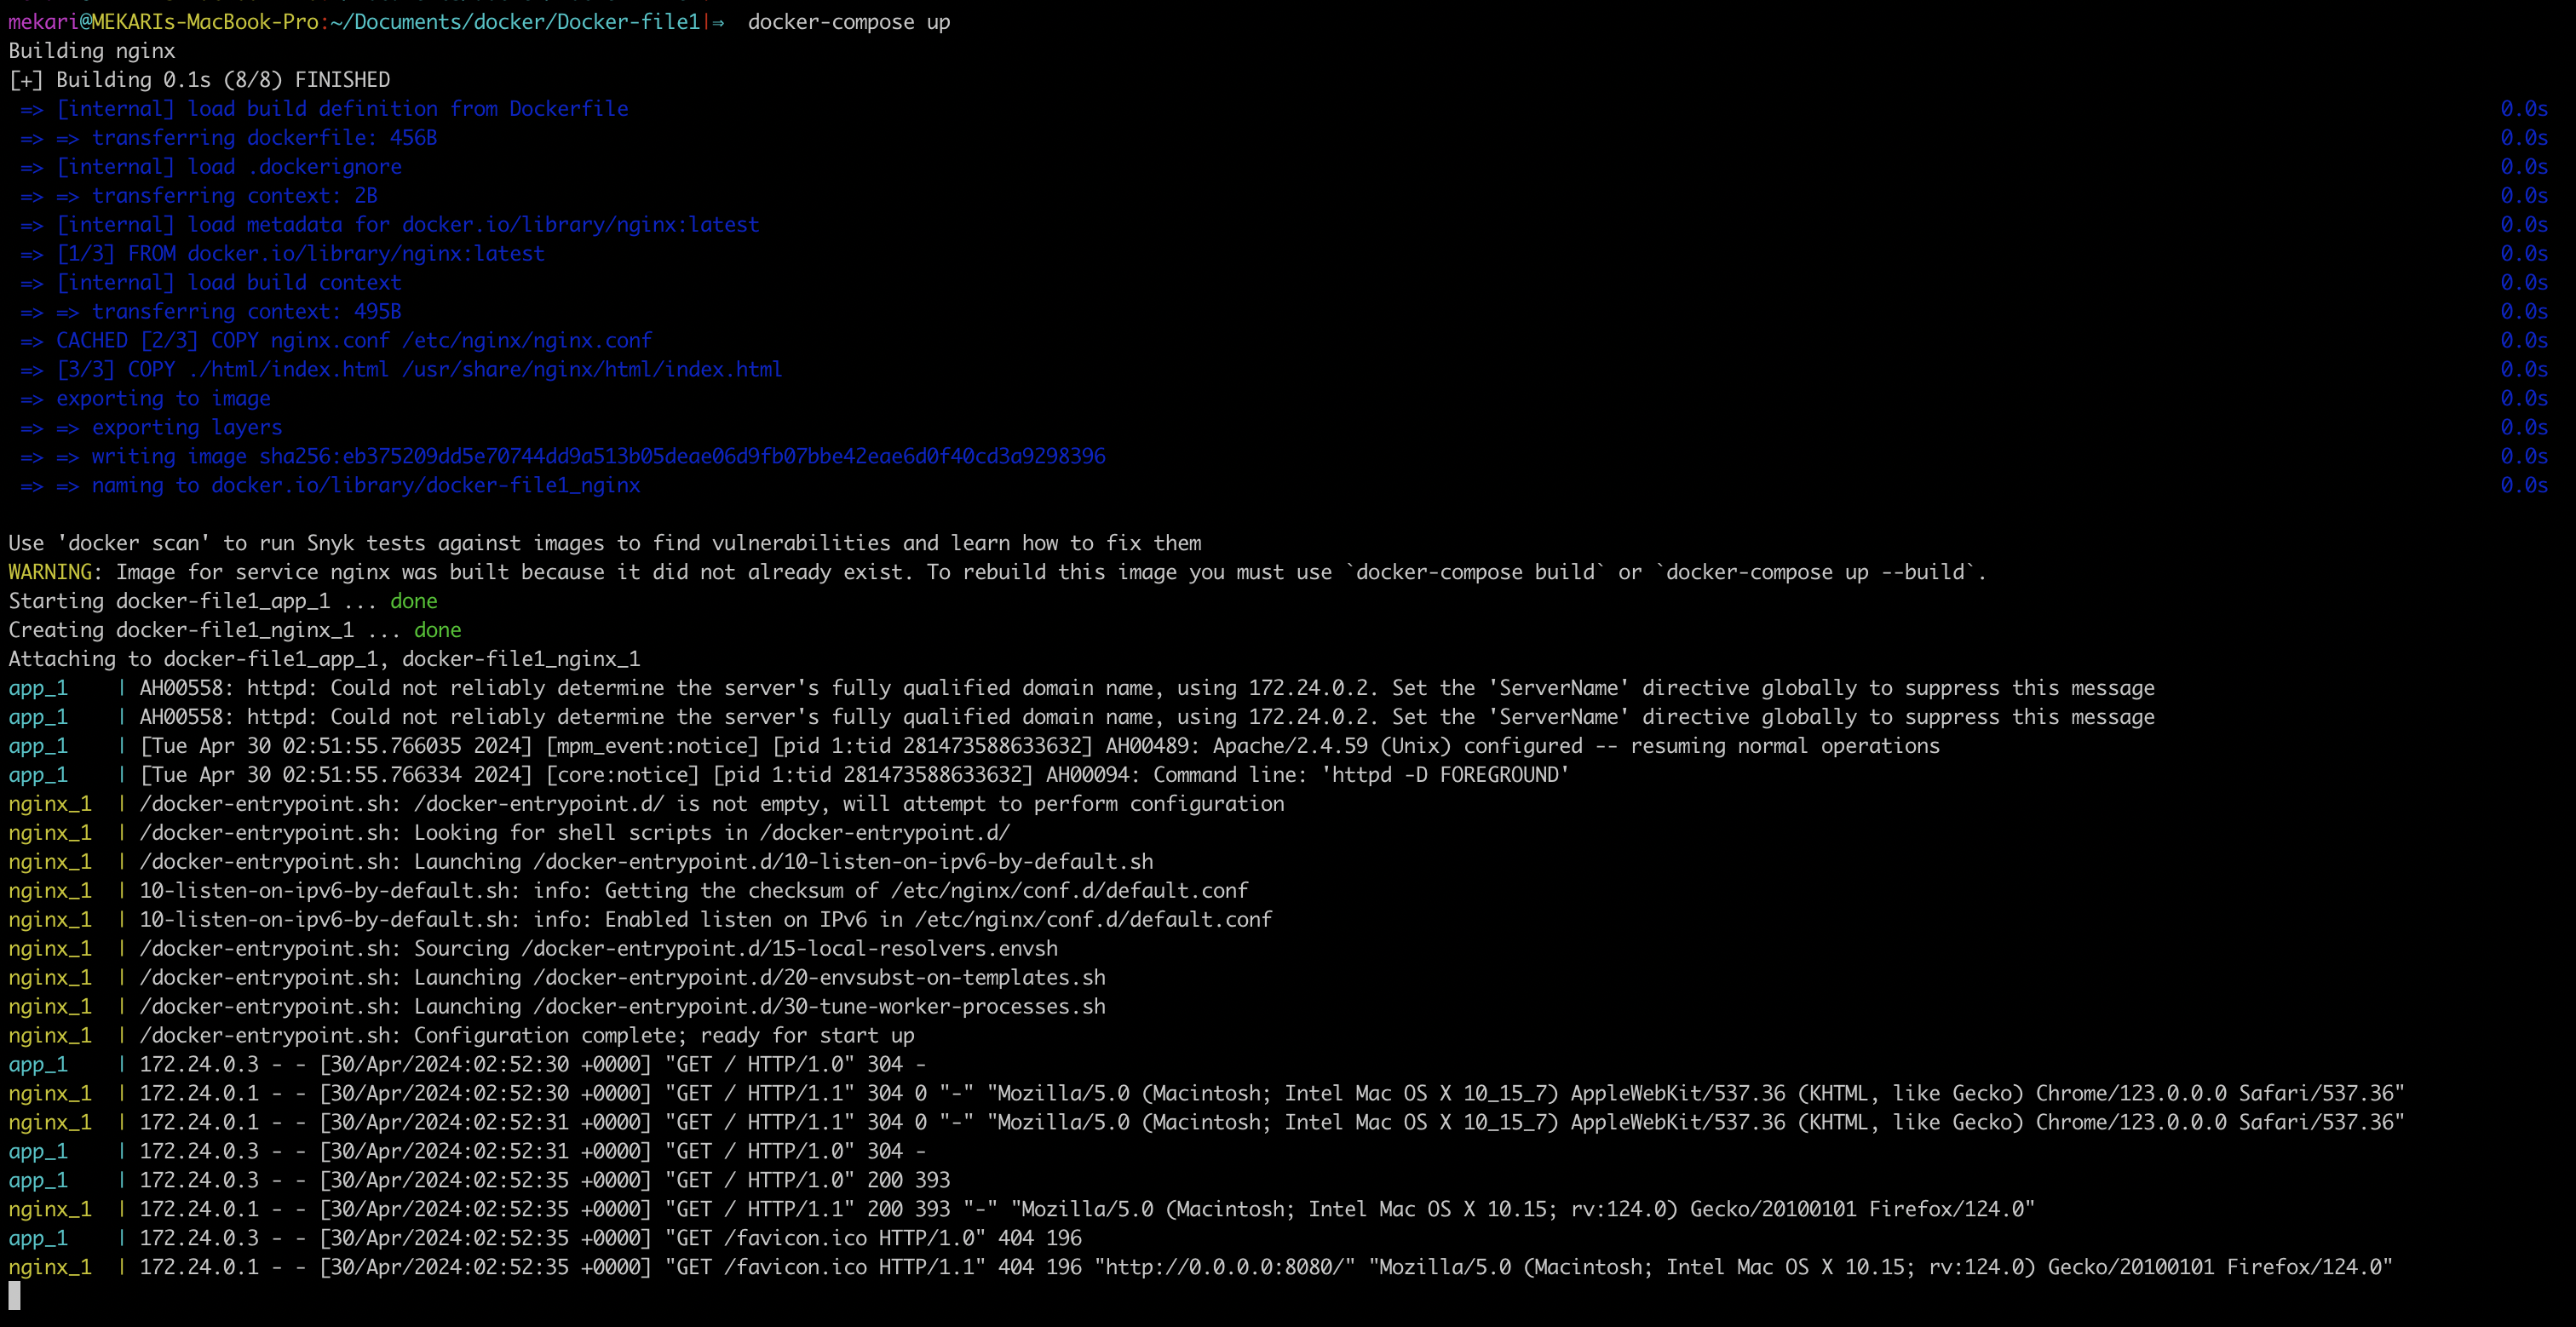 mekari@MEKARIs-MacBook-Pro:~/Documents/docker/Docker-file1|⇒  docker-compose up
Building nginx
[+] Building 0.1s (8/8) FINISHED
 => [internal] load build definition from Dockerfile 0.0s
 => => transferring dockerfile: 456B 0.0s
 => [internal] load .dockerignore 0.0s
 => => transferring context: 2B 0.0s
 => [internal] load metadata for docker.io/library/nginx:latest 0.0s
 => [1/3] FROM docker.io/library/nginx:latest 0.0s
 => [internal] load build context 0.0s
 => => transferring context: 495B 0.0s
 => CACHED [2/3] COPY nginx.conf /etc/nginx/nginx.conf 0.0s
 => [3/3] COPY ./html/index.html /usr/share/nginx/html/index.html 0.0s
 => exporting to image 0.0s
 => => exporting layers 0.0s
 => => writing image sha256:eb375209dd5e70744dd9a513b05deae06d9fb07bbe42eae6d0f40cd3a9298396 0.0s
 => => naming to docker.io/library/docker-file1_nginx 0.0s
Use 'docker scan' to run Snyk tests against images to find vulnerabilities and learn how to fix them
WARNING: Image for service nginx was built because it did not already exist. To rebuild this image you must use `docker-compose build` or `docker-compose up --build`.
Starting docker-file1_app_1 ... done
Creating docker-file1_nginx_1 ... done
Attaching to docker-file1_app_1, docker-file1_nginx_1
app_1    | AH00558: httpd: Could not reliably determine the server's fully qualified domain name, using 172.24.0.2. Set the 'ServerName' directive globally to suppress this message
app_1    | AH00558: httpd: Could not reliably determine the server's fully qualified domain name, using 172.24.0.2. Set the 'ServerName' directive globally to suppress this message
app_1    | [Tue Apr 30 02:51:55.766035 2024] [mpm_event:notice] [pid 1:tid 281473588633632] AH00489: Apache/2.4.59 (Unix) configured -- resuming normal operations
app_1    | [Tue Apr 30 02:51:55.766334 2024] [core:notice] [pid 1:tid 281473588633632] AH00094: Command line: 'httpd -D FOREGROUND'
nginx_1  | /docker-entrypoint.sh: /docker-entrypoint.d/ is not empty, will attempt to perform configuration
nginx_1  | /docker-entrypoint.sh: Looking for shell scripts in /docker-entrypoint.d/
nginx_1  | /docker-entrypoint.sh: Launching /docker-entrypoint.d/10-listen-on-ipv6-by-default.sh
nginx_1  | 10-listen-on-ipv6-by-default.sh: info: Getting the checksum of /etc/nginx/conf.d/default.conf
nginx_1  | 10-listen-on-ipv6-by-default.sh: info: Enabled listen on IPv6 in /etc/nginx/conf.d/default.conf
nginx_1  | /docker-entrypoint.sh: Sourcing /docker-entrypoint.d/15-local-resolvers.envsh
nginx_1  | /docker-entrypoint.sh: Launching /docker-entrypoint.d/20-envsubst-on-templates.sh
nginx_1  | /docker-entrypoint.sh: Launching /docker-entrypoint.d/30-tune-worker-processes.sh
nginx_1  | /docker-entrypoint.sh: Configuration complete; ready for start up
app_1    | 172.24.0.3 - - [30/Apr/2024:02:52:30 +0000] "GET / HTTP/1.0" 304 -
nginx_1  | 172.24.0.1 - - [30/Apr/2024:02:52:30 +0000] "GET / HTTP/1.1" 304 0 "-" "Mozilla/5.0 (Macintosh; Intel Mac OS X 10_15_7) AppleWebKit/537.36 (KHTML, like Gecko) Chrome/123.0.0.0 Safari/537.36"
nginx_1  | 172.24.0.1 - - [30/Apr/2024:02:52:31 +0000] "GET / HTTP/1.1" 304 0 "-" "Mozilla/5.0 (Macintosh; Intel Mac OS X 10_15_7) AppleWebKit/537.36 (KHTML, like Gecko) Chrome/123.0.0.0 Safari/537.36"
app_1    | 172.24.0.3 - - [30/Apr/2024:02:52:31 +0000] "GET / HTTP/1.0" 304 -
app_1    | 172.24.0.3 - - [30/Apr/2024:02:52:35 +0000] "GET / HTTP/1.0" 200 393
nginx_1  | 172.24.0.1 - - [30/Apr/2024:02:52:35 +0000] "GET / HTTP/1.1" 200 393 "-" "Mozilla/5.0 (Macintosh; Intel Mac OS X 10.15; rv:124.0) Gecko/20100101 Firefox/124.0"
app_1    | 172.24.0.3 - - [30/Apr/2024:02:52:35 +0000] "GET /favicon.ico HTTP/1.0" 404 196
nginx_1  | 172.24.0.1 - - [30/Apr/2024:02:52:35 +0000] "GET /favicon.ico HTTP/1.1" 404 196 "http://0.0.0.0:8080/" "Mozilla/5.0 (Macintosh; Intel Mac OS X 10.15; rv:124.0) Gecko/20100101 Firefox/124.0"